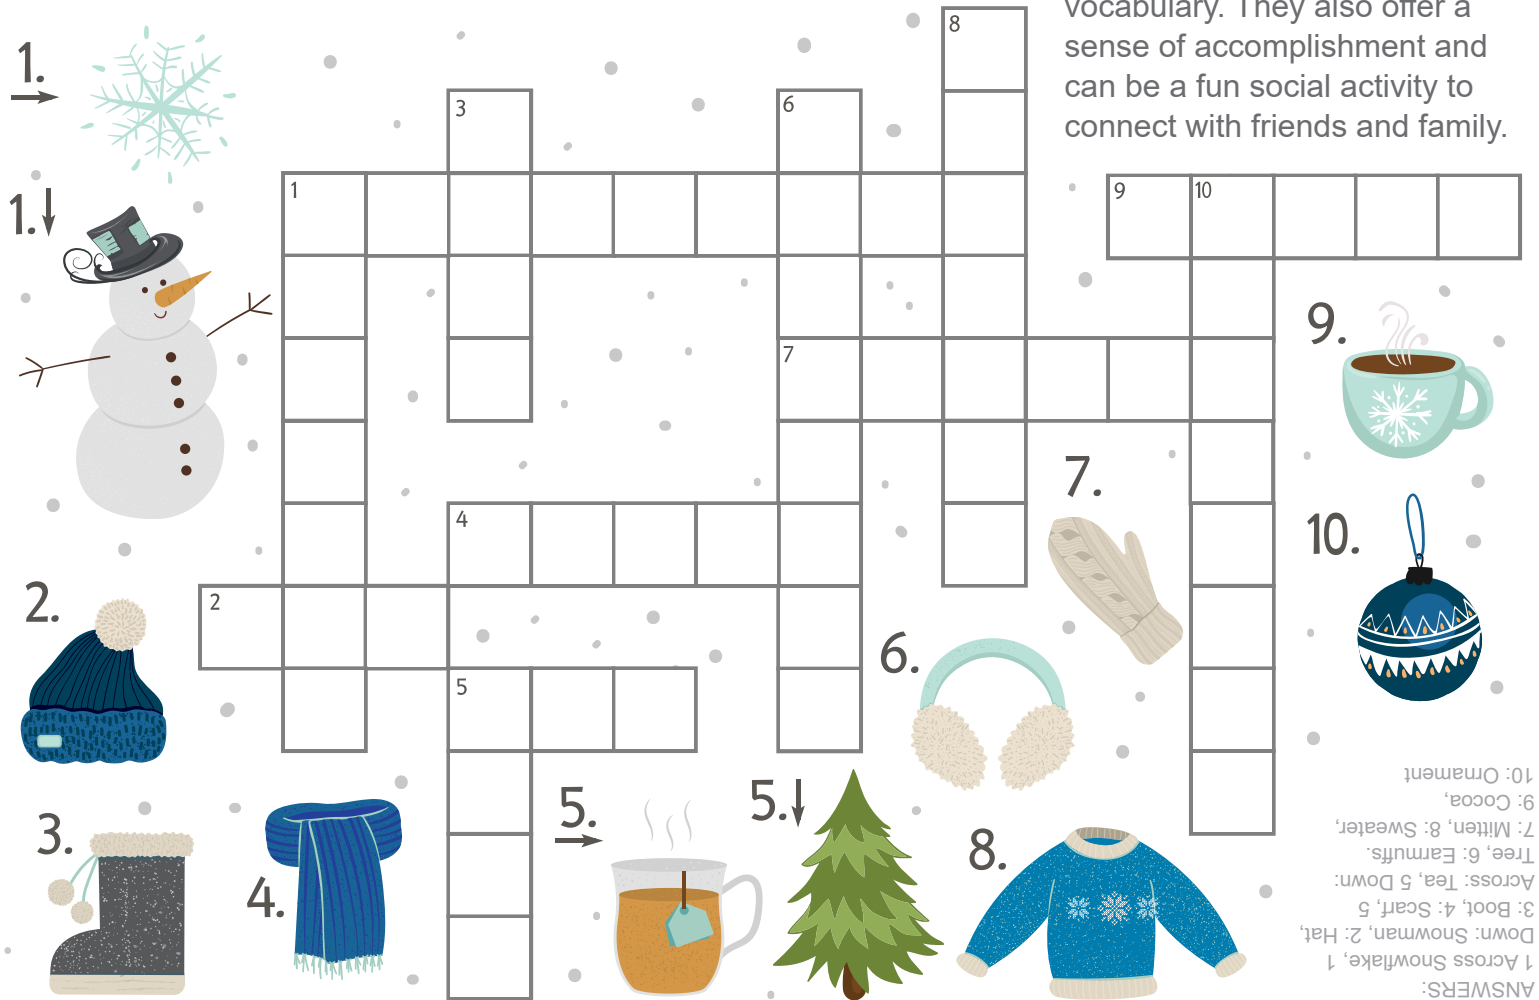 vocabulary. They also offer a
sense of accomplishment and
can be a fun social activity to
connect with friends and family.
1.
1.
2.
3.
4.
5.
5.
6.
7.
8.
9.
10.
8
3
6
1
9
10
7
4
2
5
ANSWERS:
1 Across Snowflake, 1
Down: Snowman, 2: Hat,
3: Boot, 4: Scarf, 5
Across: Tea, 5 Down:
Tree, 6: Earmuffs.
7: Mitten, 8: Sweater,
9: Cocoa,
10: Ornament